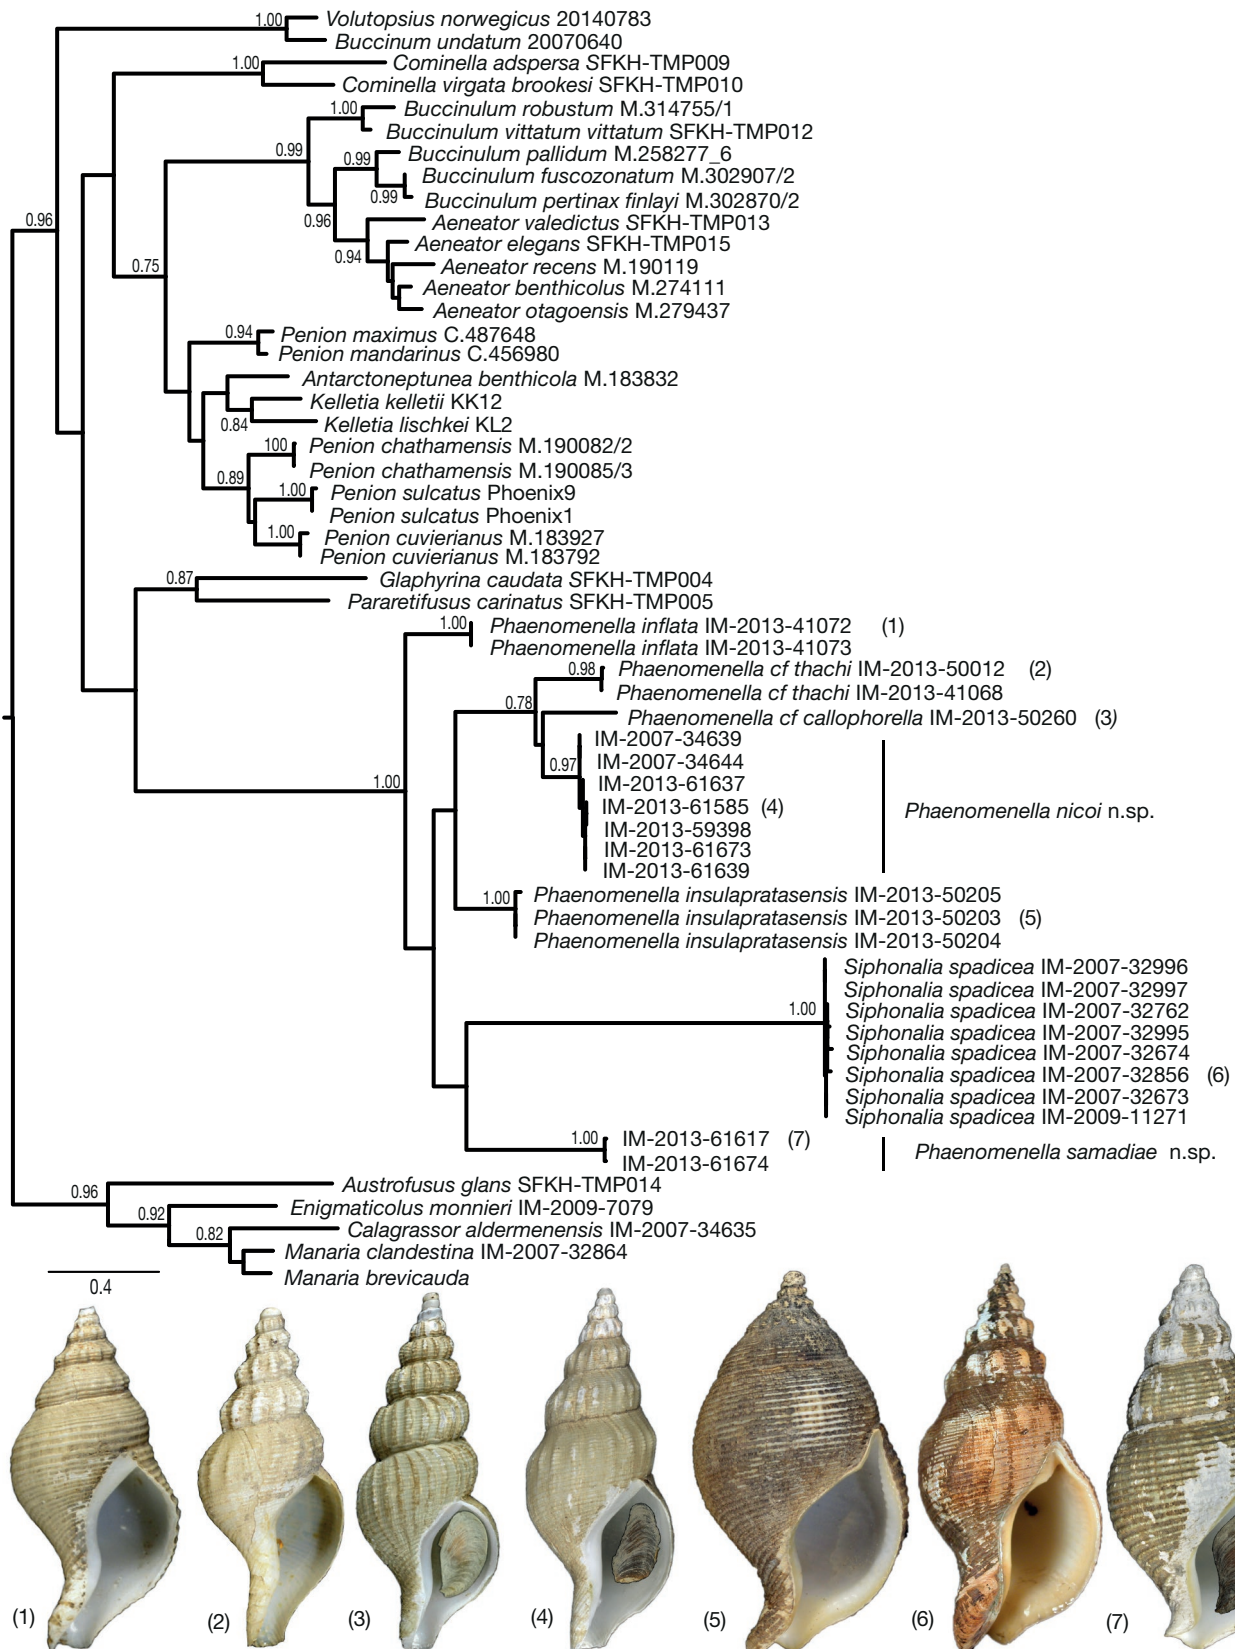 1.00
Volutopsius norwegicus 20140783
Buccinum undatum 20070640
1.00
Cominella adspersa SFKH-TMP009
Cominella virgata brookesi SFKH-TMP010
1.00
Buccinulum robustum M.314755/1
Buccinulum vittatum vittatum SFKH-TMP012
0.99
0.99
Buccinulum pallidum M.258277_6
Buccinulum fuscozonatum M.302907/2
0.99
Buccinulum pertinax finlayi M.302870/2
0.96
0.96
Aeneator valedictus SFKH-TMP013
Aeneator elegans SFKH-TMP015
0.94
0.75
Aeneator recens M.190119
Aeneator benthicolus M.274111
Aeneator otagoensis M.279437
0.94
Penion maximus C.487648
Penion mandarinus C.456980
Antarctoneptunea benthicola M.183832
Kelletia kelletii KK12
0.84
Kelletia lischkei KL2
100
Penion chathamensis M.190082/2
0.89
Penion chathamensis M.190085/3
1.00
Penion sulcatus Phoenix9
Penion sulcatus Phoenix1
1.00
Penion cuvierianus M.183927
Penion cuvierianus M.183792
0.87
Glaphyrina caudata SFKH-TMP004
Pararetifusus carinatus SFKH-TMP005
1.00
Phaenomenella inflata IM-2013-41072 (1)
Phaenomenella inflata IM-2013-41073
0.98
Phaenomenella cf thachi IM-2013-50012 (2)
Phaenomenella cf thachi IM-2013-41068
0.78
Phaenomenella cf callophorella IM-2013-50260 (3)
IM-2007-34639
IM-2007-34644
0.97
1.00
IM-2013-61637
IM-2013-61585 (4)
Phaenomenella nicoi n.sp.
IM-2013-59398
IM-2013-61673
IM-2013-61639
1.00
Phaenomenella insulapratasensis IM-2013-50205
Phaenomenella insulapratasensis IM-2013-50203 (5)
Phaenomenella insulapratasensis IM-2013-50204
Siphonalia spadicea IM-2007-32996
Siphonalia spadicea IM-2007-32997
1.00
Siphonalia spadicea IM-2007-32762
Siphonalia spadicea IM-2007-32995
Siphonalia spadicea IM-2007-32674
Siphonalia spadicea IM-2007-32856 (6)
Siphonalia spadicea IM-2007-32673
Siphonalia spadicea IM-2009-11271
1.00
IM-2013-61617 (7)
Phaenomenella samadiae n.sp.
IM-2013-61674
0.96
Austrofusus glans SFKH-TMP014
0.92
Enigmaticolus monnieri IM-2009-7079
0.82
Calagrassor aldermenensis IM-2007-34635
Manaria clandestina IM-2007-32864
Manaria brevicauda
0.4
(1)
(2)
(3)
(4)
(5)
(6)
(7)